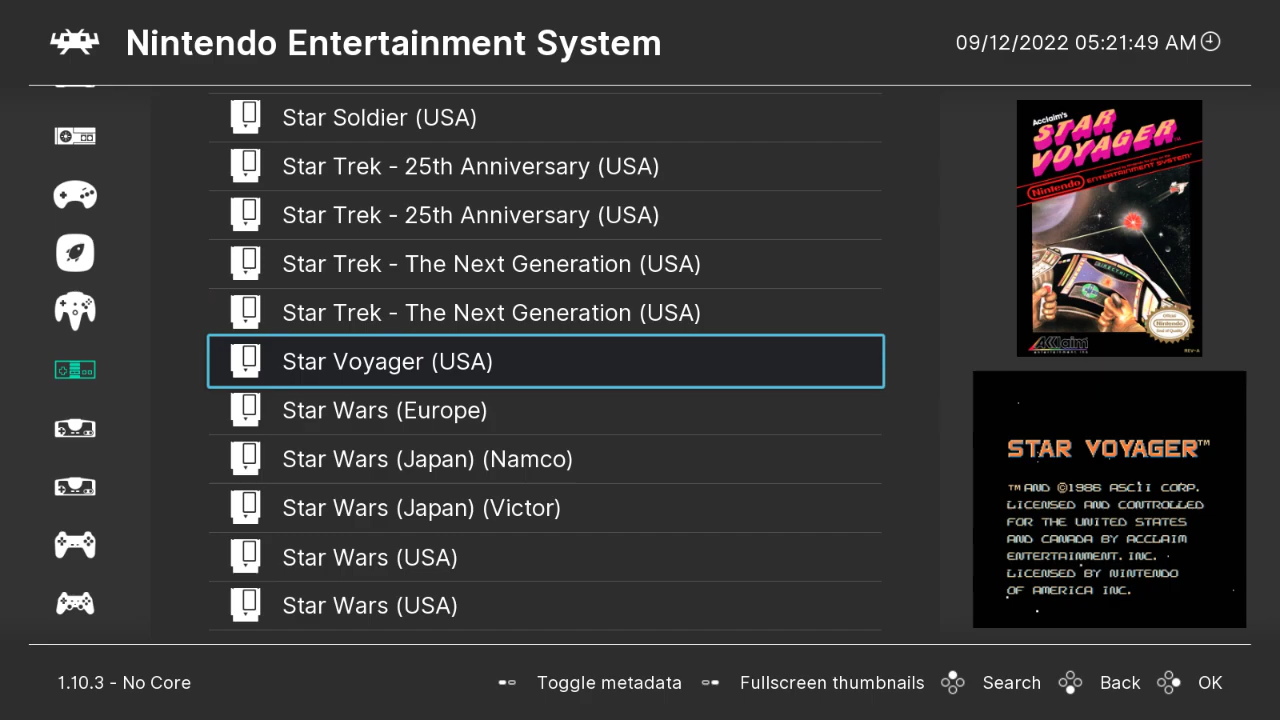 Nintendo Entertainment System
09/12/2022 05:21:49 AM
Star Soldier (USA)
Star Trek - 25th Anniversary (USA)
Star Trek - 25th Anniversary (USA)
Star Trek - The Next Generation (USA)
Star Trek - The Next Generation (USA)
Star Voyager (USA)
Star Wars (Europe)
Star Wars (Japan) (Namco)
Star Wars (Japan) (Victor)
Star Wars (USA)
Star Wars (USA)
Acclaim's
STAR
VOYAGER
Nintendo ENTERTAINMENT SYSTEM
AKKlaim
entertainment inc
REV-A
STAR VOYAGER™
™ AND ©1986 ASCII CORP.
LICENSED AND CONTROLLED
FOR THE UNITED STATES
AND CANADA BY ACCLAIM
ENTERTAINMENT. INC.
LICENSED BY NINTENDO
OF AMERICA INC.
1.10.3 - No Core
Toggle metadata
Fullscreen thumbnails
Search
Back
OK